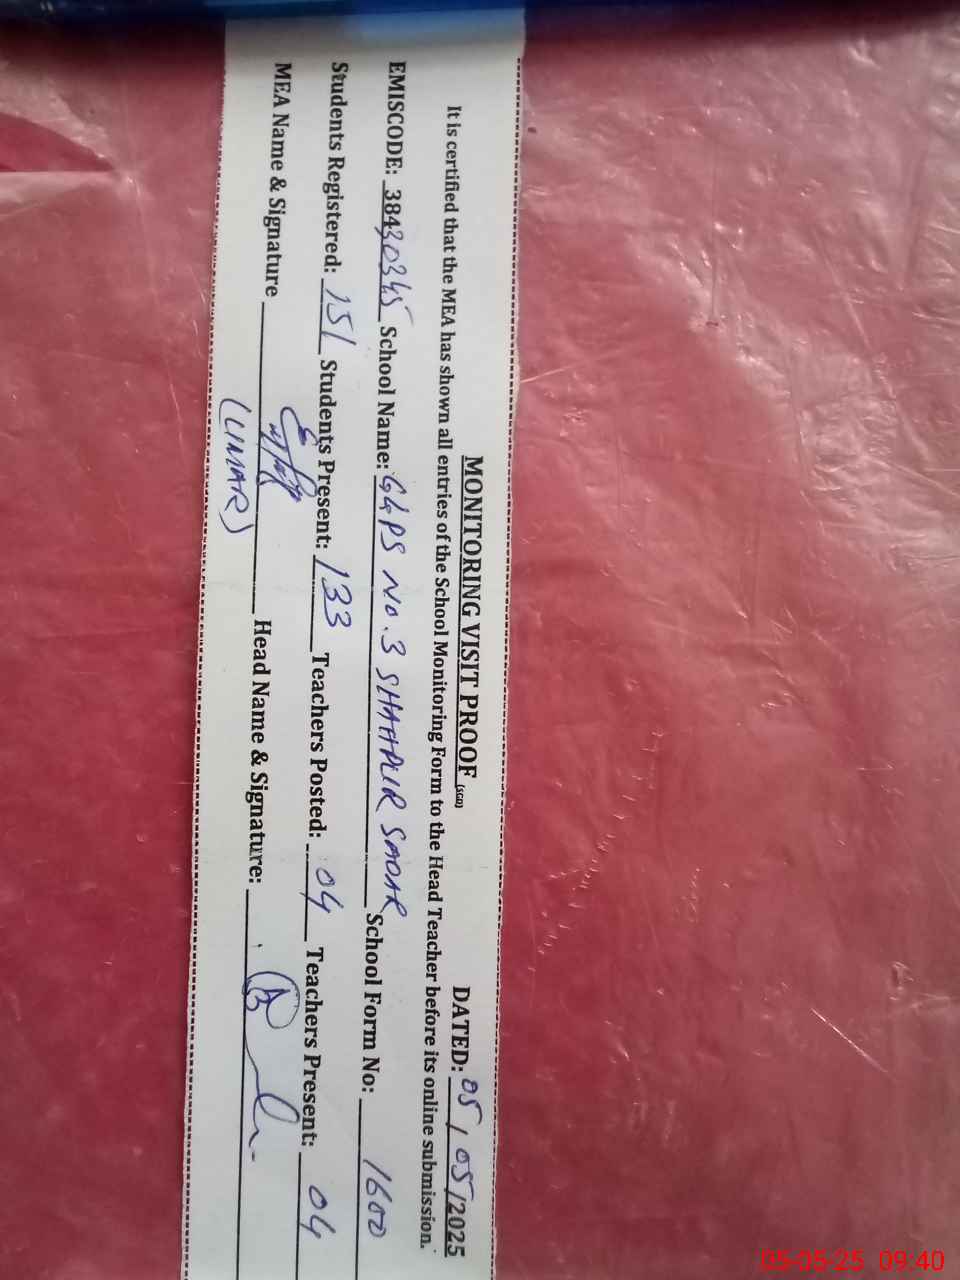 MONITORING VISIT PROOF (SGD) DATED: 05/05/2025
It is certified that the MEA has shown all entries of the School Monitoring Form to the Head Teacher before its online submission.
EMISCODE: 38430345 School Name: GGPS NO.3 SHAHPUR SADAR School Form No: 1600
Students Registered: 151 Students Present: 133 Teachers Posted: 04 Teachers Present: 04
MEA Name & Signature Head Name & Signature:
(UMAR)
05-05-25 09:40